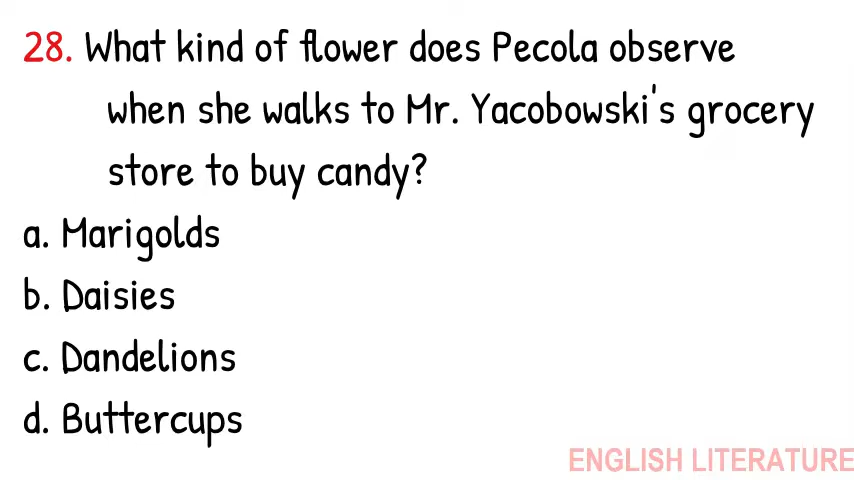 28. What kind of flower does Pecola observe
when she walks to Mr. Yacobowski's grocery
store to buy candy?
a. Marigolds
b. Daisies
c. Dandelions
d. Buttercups
ENGLISH LITERATURE